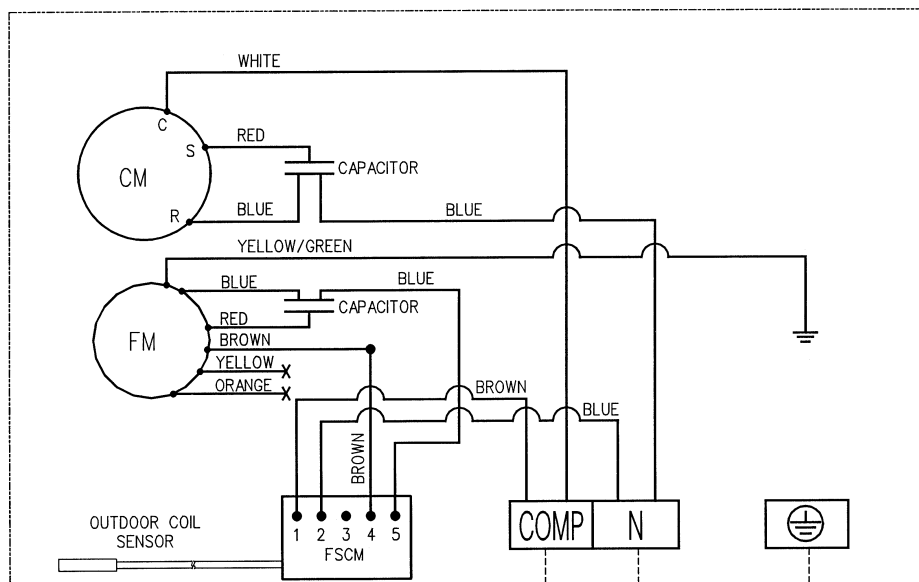 WHITE
C
RED
S
CAPACITOR
CM
R
BLUE
BLUE
YELLOW/GREEN
BLUE
BLUE
CAPACITOR
RED
FM
BROWN
YELLOW
X
ORANGE
X
BROWN
BLUE
BROWN
COMP
N
1 2 3 4 5
FSCM
OUTDOOR COIL
SENSOR